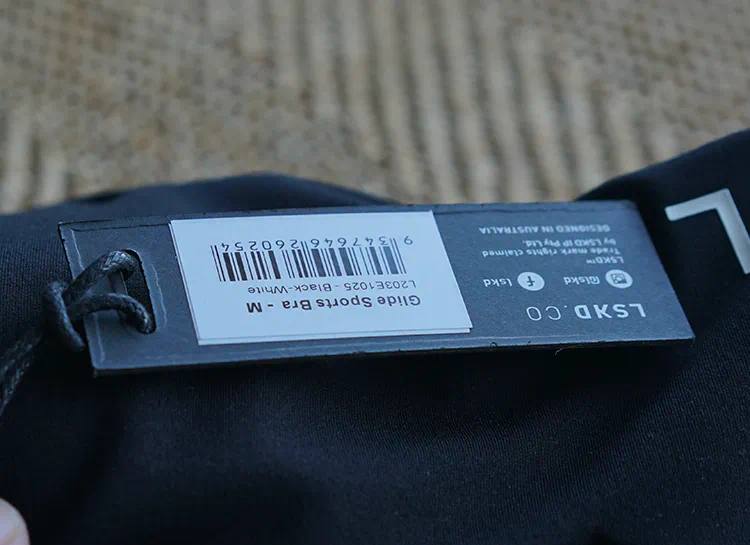 LSKD.CO
@lskd lskd
LSKD™
Trade mark rights claimed
by LSKD IP Pty Ltd.
DESIGNED IN AUSTRALIA
Glide Sports Bra - M
L203E1025 - Black-White
9 347646 260254
L